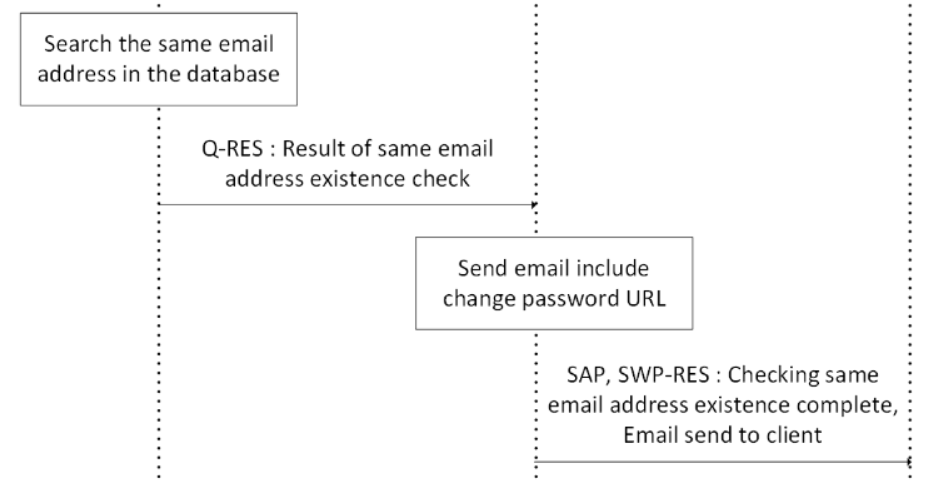 Search the same email
address in the database
Q-RES : Result of same email
address existence check
Send email include
change password URL
SAP, SWP-RES : Checking same
email address existence complete,
Email send to client